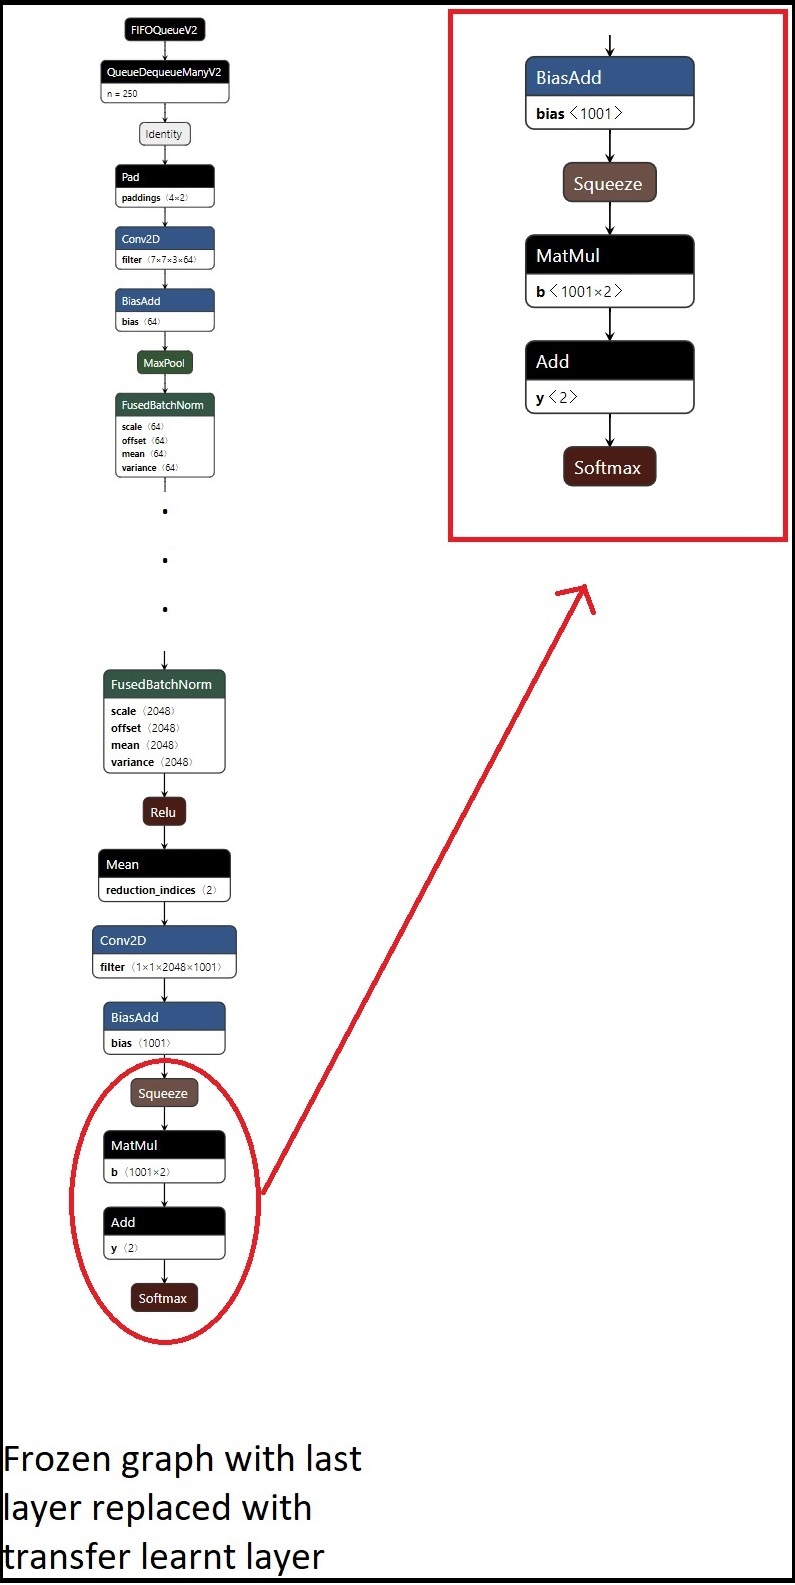 FIFOQueueV2
QueueDequeueManyV2
n = 250
Identity
Pad
paddings ⟨4×2⟩
Conv2D
filter ⟨7×7×3×64⟩
BiasAdd
bias ⟨64⟩
MaxPool
FusedBatchNorm
scale ⟨64⟩
offset ⟨64⟩
mean ⟨64⟩
variance ⟨64⟩
FusedBatchNorm
scale ⟨2048⟩
offset ⟨2048⟩
mean ⟨2048⟩
variance ⟨2048⟩
Relu
Mean
reduction_indices ⟨2⟩
Conv2D
filter ⟨1×1×2048×1001⟩
BiasAdd
bias ⟨1001⟩
Squeeze
MatMul
b ⟨1001×2⟩
Add
y ⟨2⟩
Softmax
BiasAdd
bias ⟨1001⟩
Squeeze
MatMul
b ⟨1001×2⟩
Add
y ⟨2⟩
Softmax
Frozen graph with last
layer replaced with
transfer learnt layer